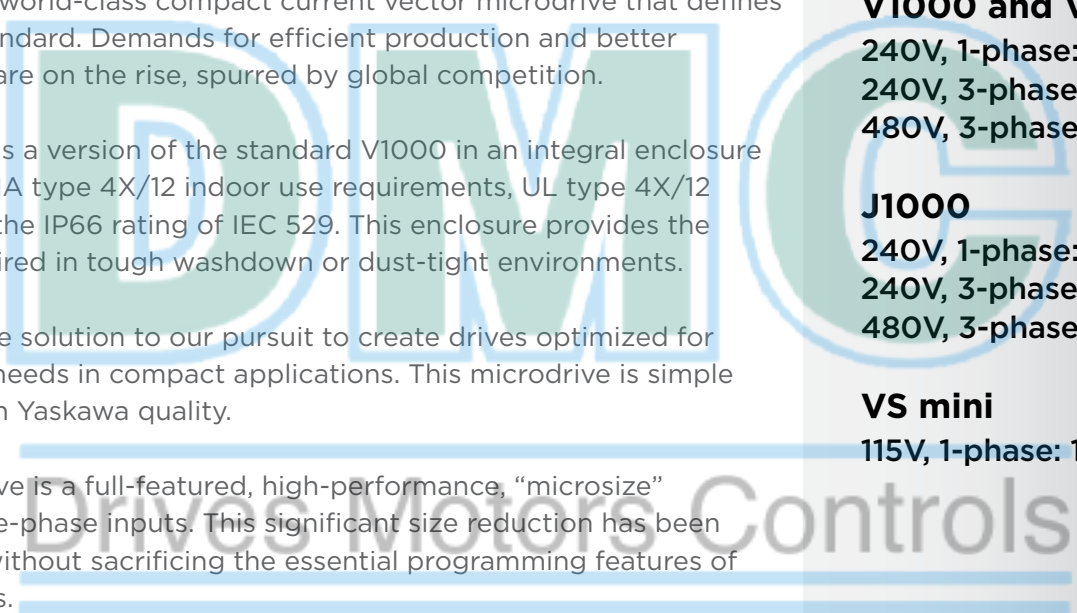 world-class compact current vector microdrive that defines
ndard. Demands for efficient production and better
are on the rise, spurred by global competition.
s a version of the standard V1000 in an integral enclosure
A type 4X/12 indoor use requirements, UL type 4X/12
the IP66 rating of IEC 529. This enclosure provides the
ired in tough washdown or dust-tight environments.
e solution to our pursuit to create drives optimized for
needs in compact applications. This microdrive is simple
n Yaskawa quality.
ve is a full-featured, high-performance, “microsize”
e-phase inputs. This significant size reduction has been
without sacrificing the essential programming features of
s.
V1000 and V
240V, 1-phase:
240V, 3-phase
480V, 3-phase
J1000
240V, 1-phase:
240V, 3-phase
480V, 3-phase
VS mini
115V, 1-phase: 1
DMC
Drives Motors Controls